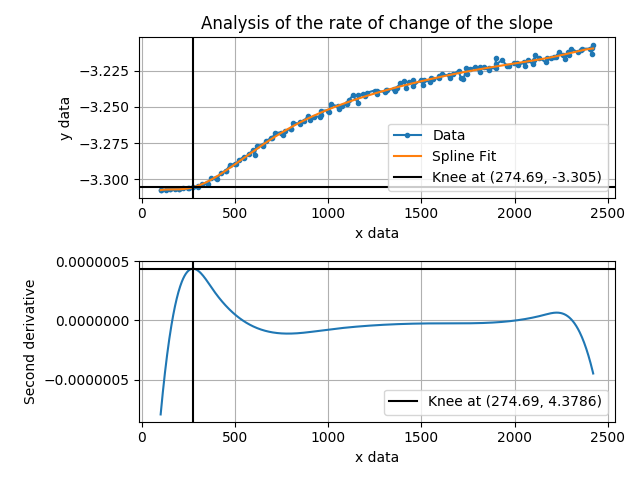 Analysis of the rate of change of the slope
−3.225
−3.250
−3.275
−3.300
y data
Data
Spline Fit
Knee at (274.69, -3.305)
0 500 1000 1500 2000 2500
x data
0.0000005
0.0000000
−0.0000005
Second derivative
Knee at (274.69, 4.3786)
0 500 1000 1500 2000 2500
x data